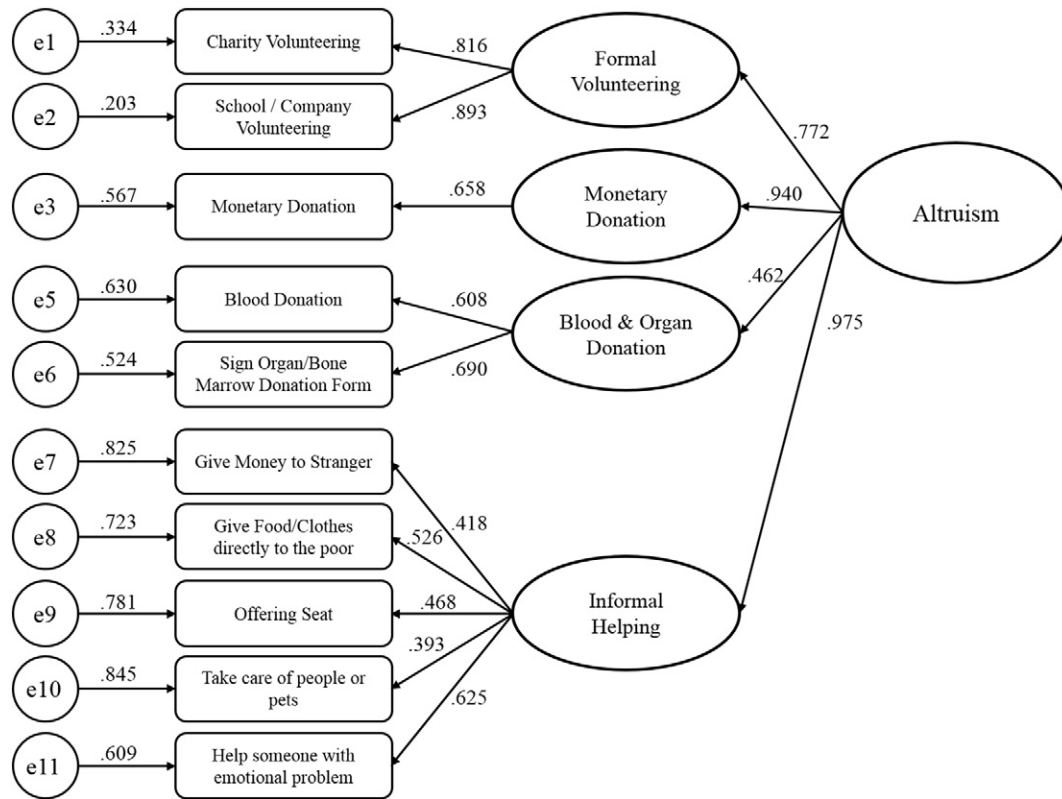 e1
.334
Charity Volunteering
.816
Formal
Volunteering
e2
.203
School / Company
Volunteering
.893
.772
e3
.567
Monetary Donation
.658
Monetary
Donation
.940
Altruism
e5
.630
Blood Donation
.608
Blood & Organ
Donation
.462
e6
.524
Sign Organ/Bone
Marrow Donation Form
.690
.975
e7
.825
Give Money to Stranger
.418
e8
.723
Give Food/Clothes
directly to the poor
.526
e9
.781
Offering Seat
.468
Informal
Helping
e10
.845
Take care of people or
pets
.393
e11
.609
Help someone with
emotional problem
.625